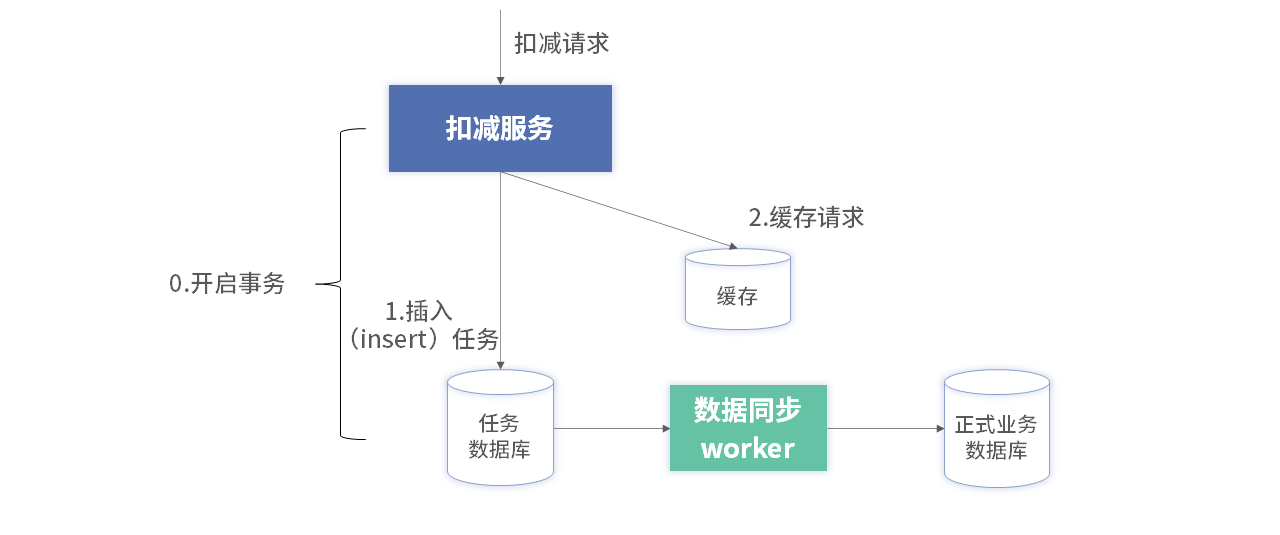 扣减请求
扣减服务
2.缓存请求
缓存
0.开启事务
1.插入
（insert）任务
任务
数据库
数据同步
worker
正式业务
数据库